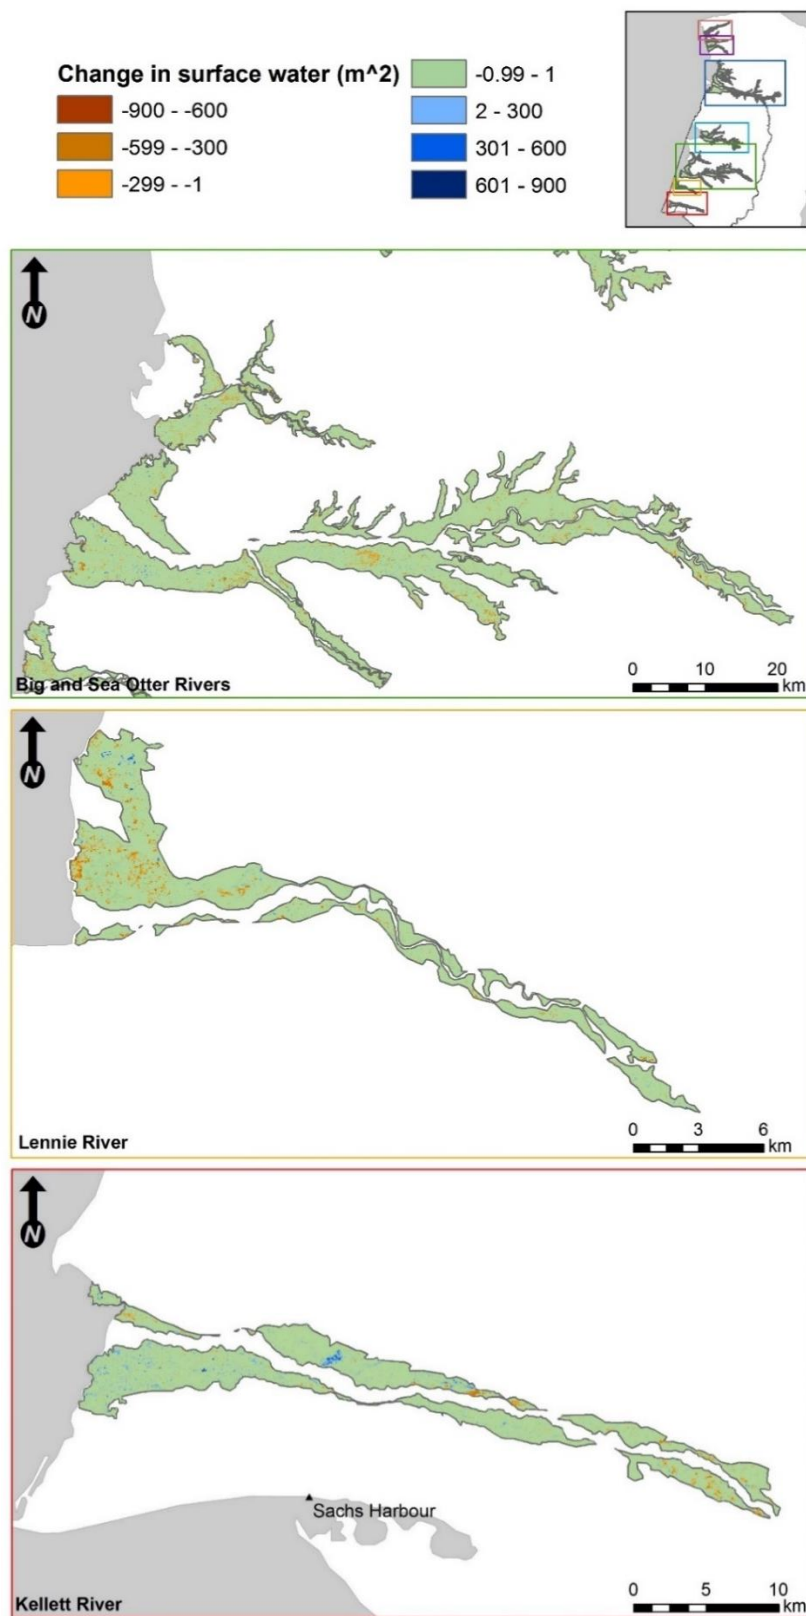 Change in surface water (m^2)
-900 - -600
-599 - -300
-299 - -1
-0.99 - 1
2 - 300
301 - 600
601 - 900
N
Big and Sea Otter Rivers
0 10 20
km
N
Lennie River
0 3 6
km
N
Sachs Harbour
Kellett River
0 5 10
km